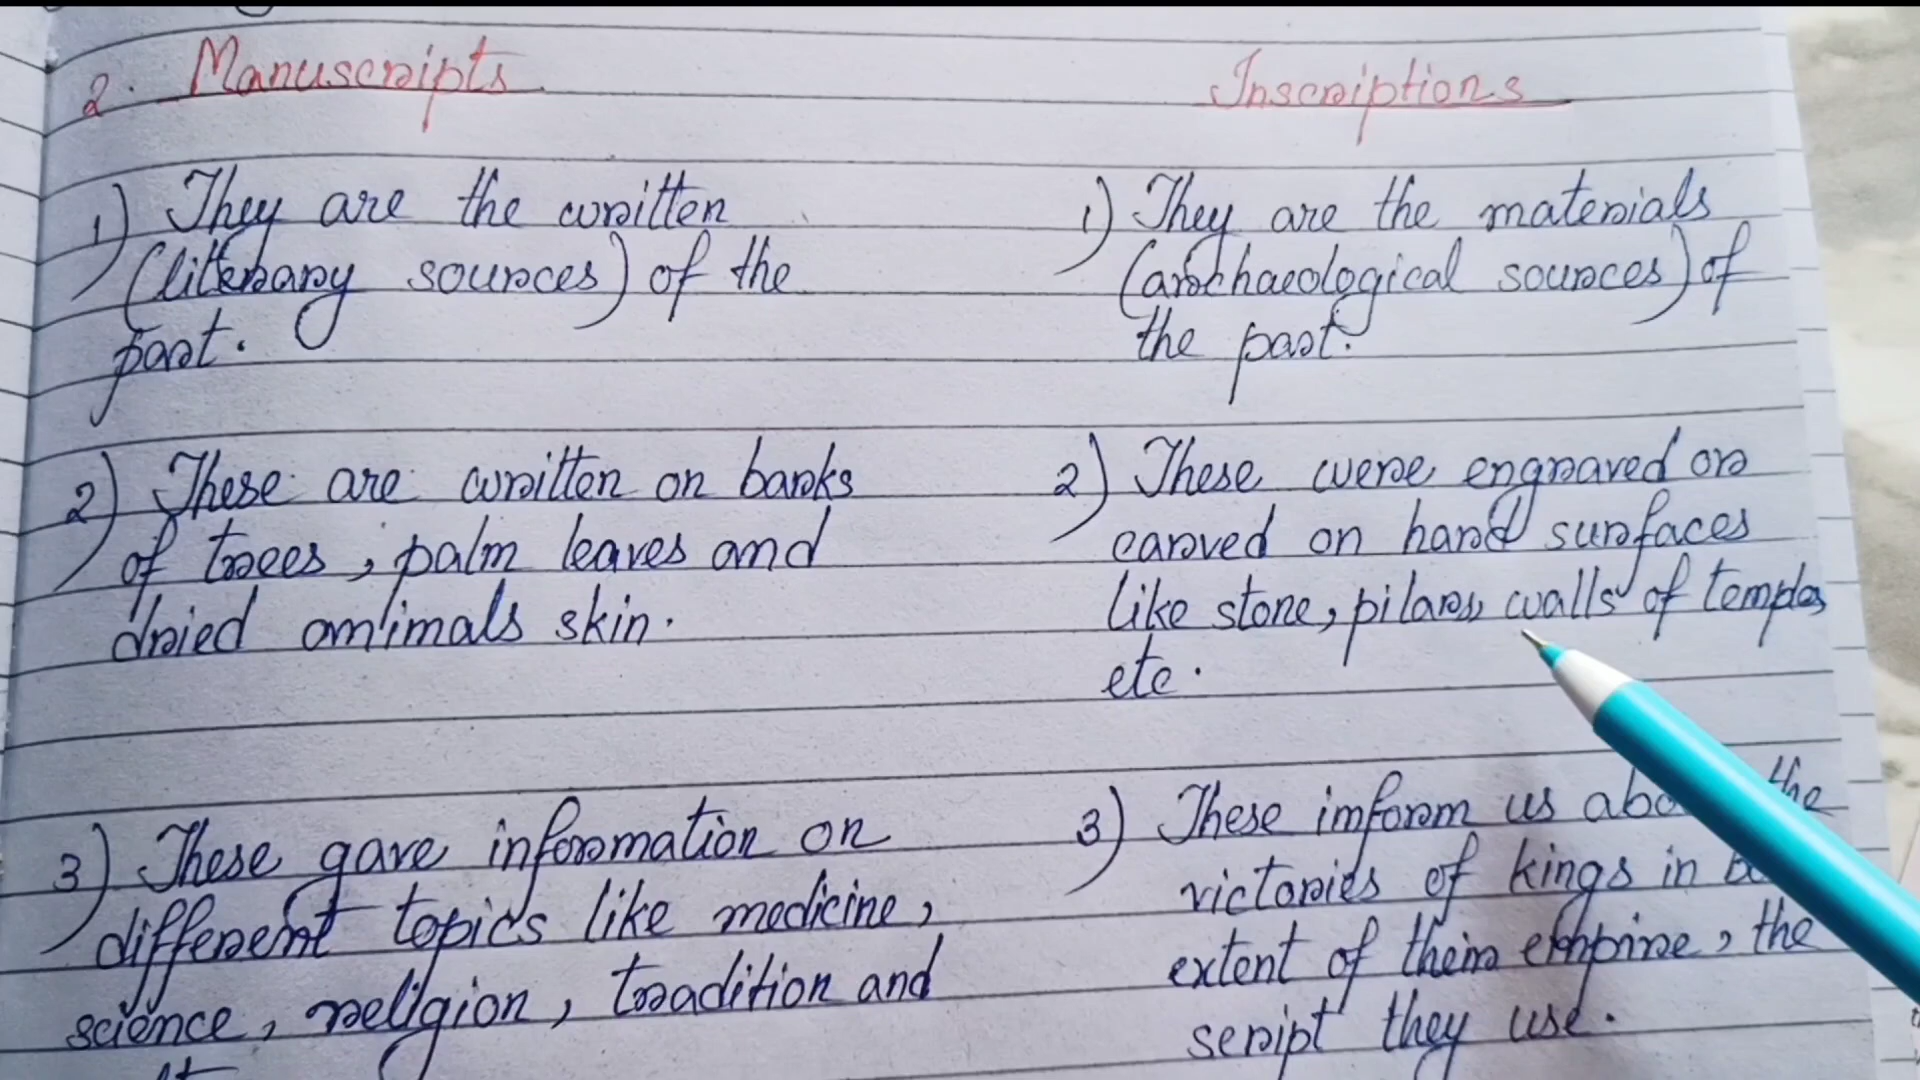 2. Manuscripts
1) They are the written
(literary sources) of the
past.
2) These are written on barks
of trees, palm leaves and
dried animals skin.
3) These gave information on
different topics like medicine,
science, religion, tradition and
Inscriptions
1) They are the materials
(archaeological sources) of
the past.
2) These were engraved or
carved on hard surfaces
like stone, pilars, walls of temples
etc.
3) These inform us the
victories of kings in
extent of their empire, the
script they use.